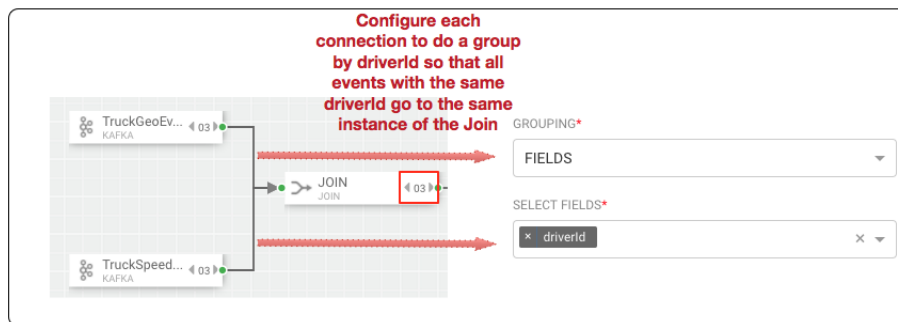 Configure each
connection to do a group
by driverId so that all
events with the same
driverId go to the same
instance of the Join
TruckGeoEv...
KAFKA
03
JOIN
JOIN
03
TruckSpeed...
KAFKA
03
GROUPING*
FIELDS
SELECT FIELDS*
× driverId ×